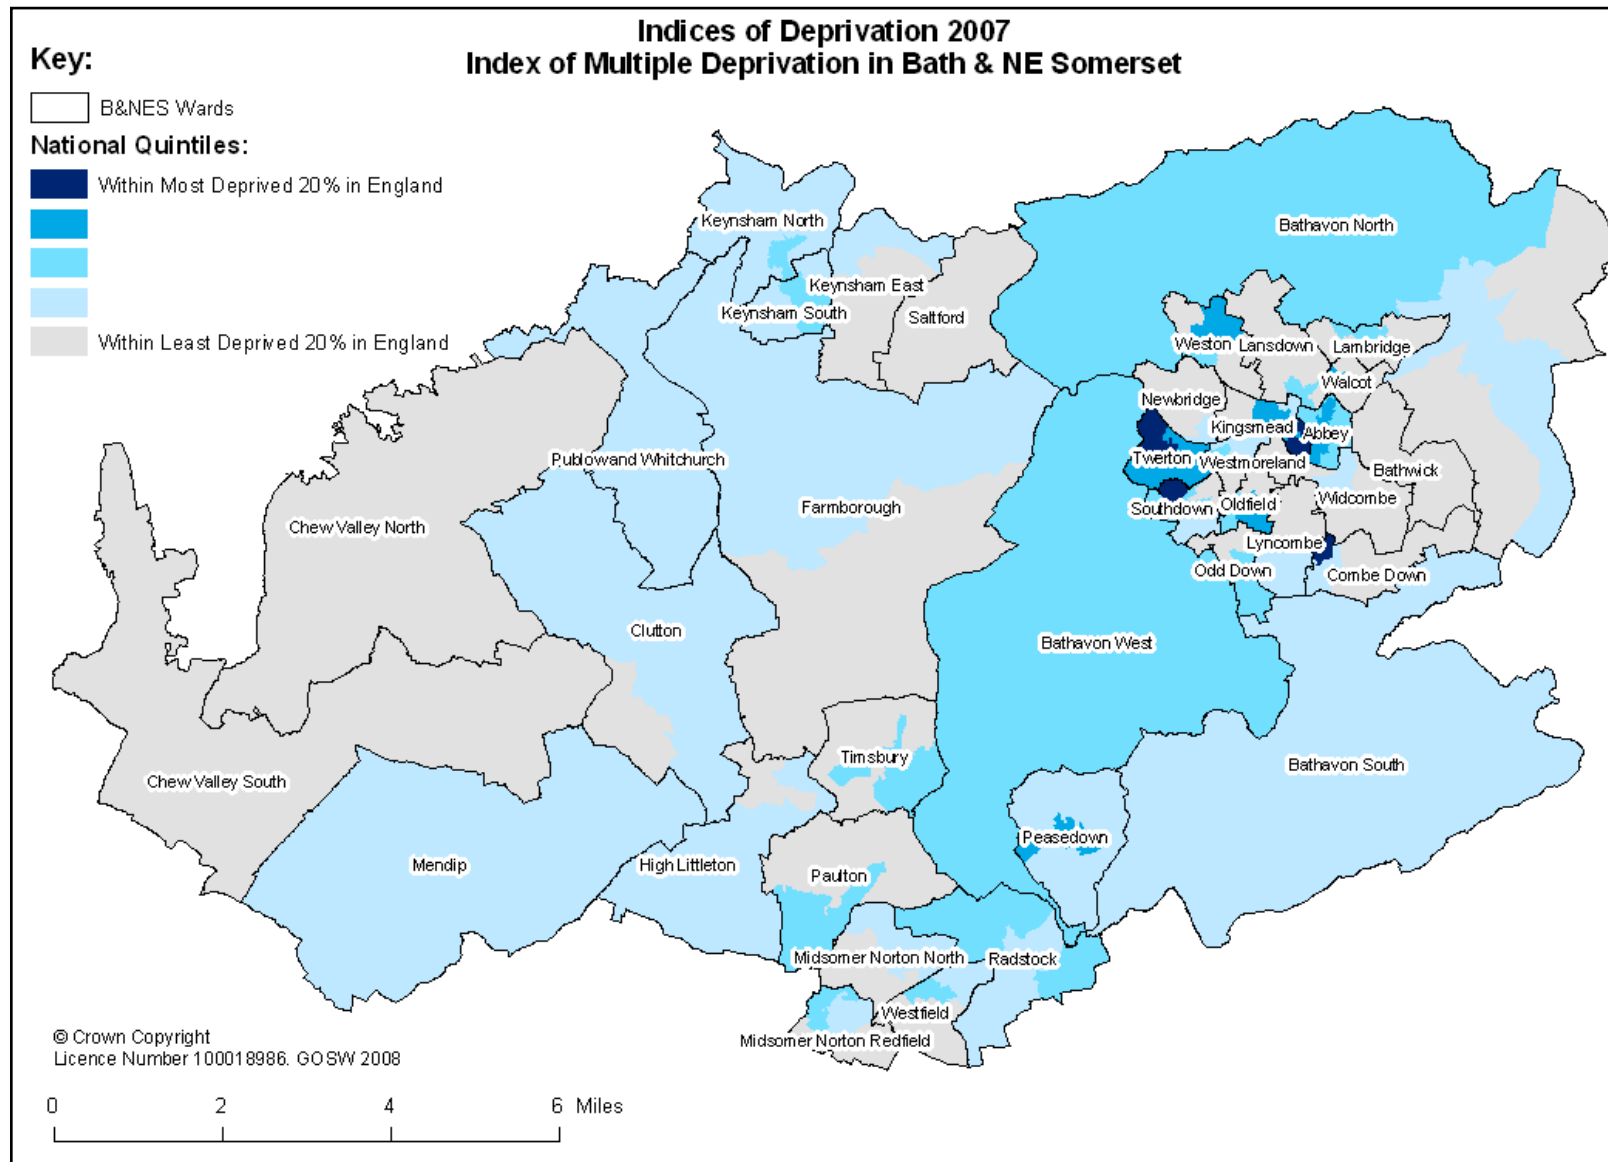 Indices of Deprivation 2007
Index of Multiple Deprivation in Bath & NE Somerset
Key:
B&NES Wards
National Quintiles:
Within Most Deprived 20% in England
Within Least Deprived 20% in England
Keynsham North
Bathavon North
Keynsham East
Keynsham South
Saltford
Weston
Lansdown
Lambridge
Walcot
Newbridge
Kingsmead
Abbey
Twerton
Westmoreland
Bathwick
Publow and Whitchurch
Farmborough
Southdown
Oldfield
Widcombe
Chew Valley North
Lyncombe
Odd Down
Combe Down
Clutton
Bathavon West
Timsbury
Bathavon South
Chew Valley South
Peasedown
Mendip
High Littleton
Paulton
Midsomer Norton North
Radstock
Westfield
Midsomer Norton Redfield
© Crown Copyright
Licence Number 100018986. GOSW 2008
0 2 4 6 Miles